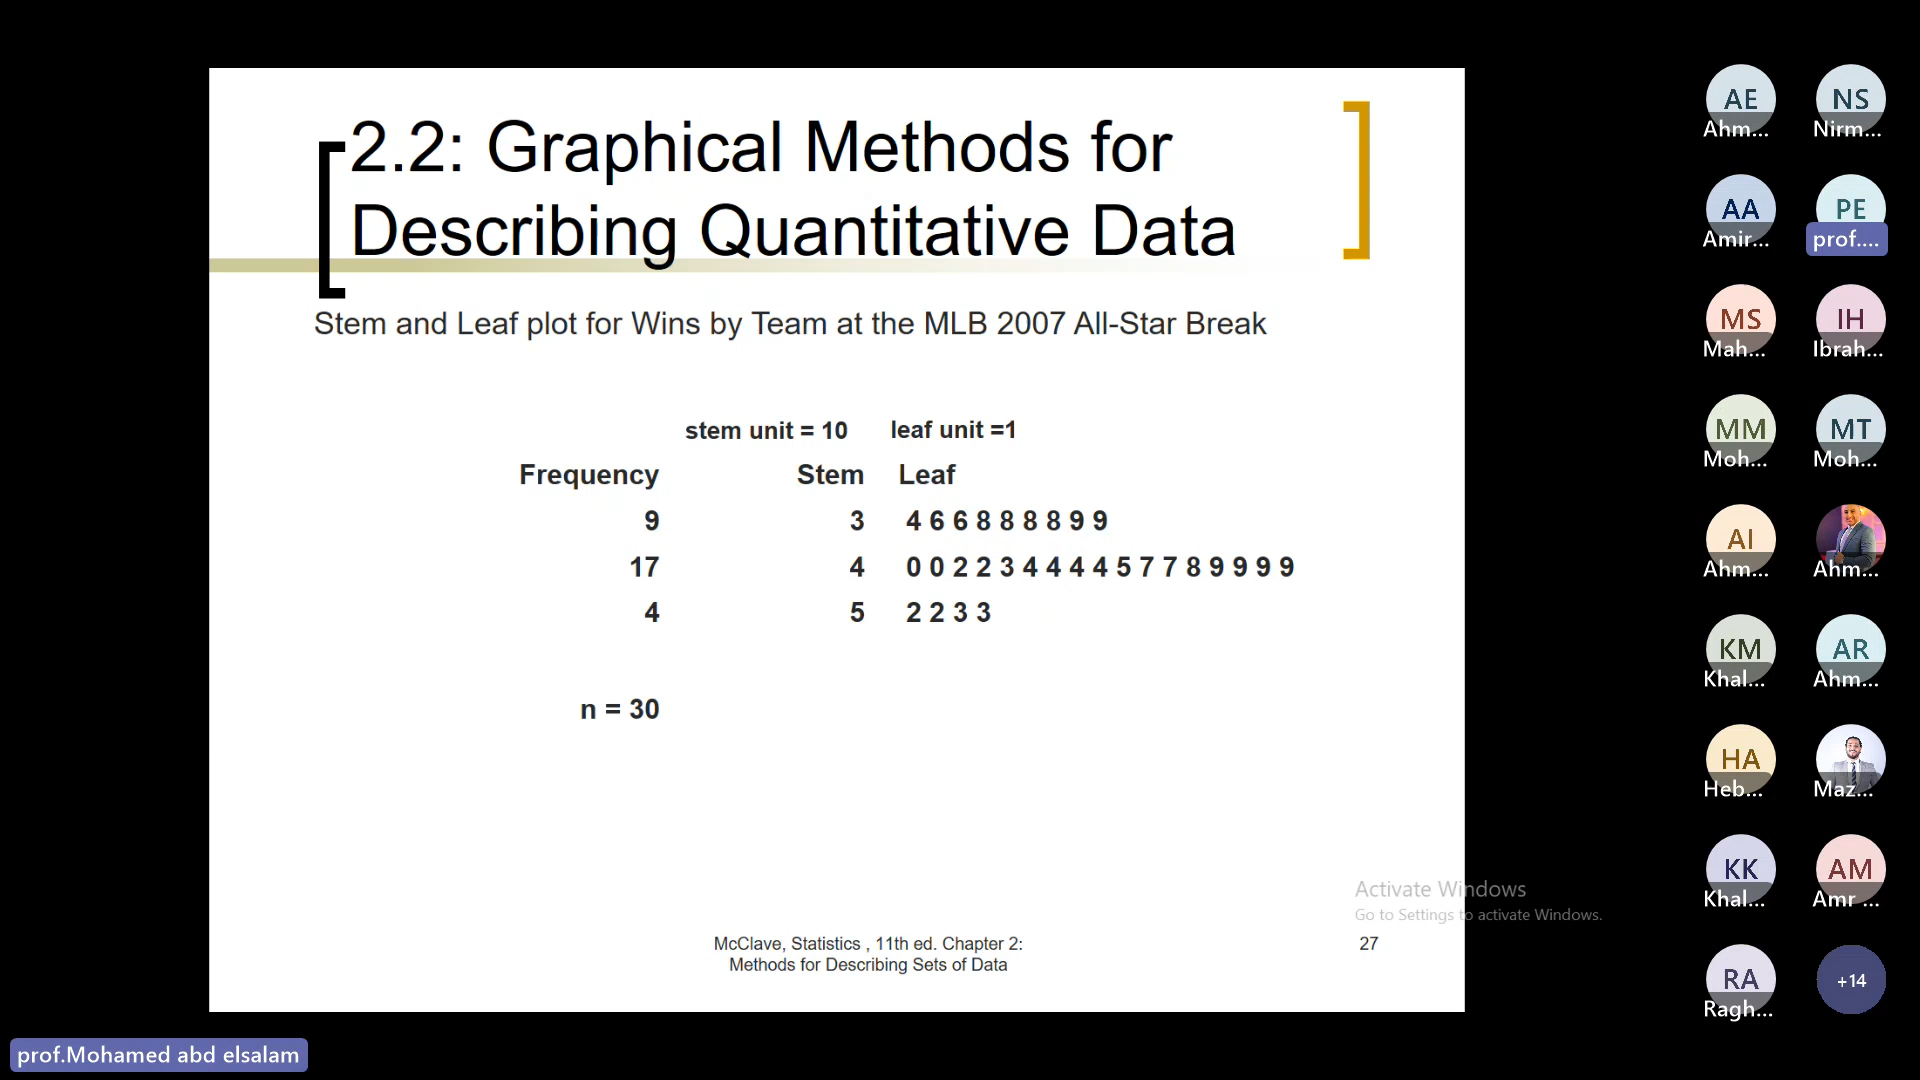 2.2: Graphical Methods for
Describing Quantitative Data
Stem and Leaf plot for Wins by Team at the MLB 2007 All-Star Break
stem unit = 10 leaf unit =1
Frequency Stem Leaf
9 3 4 6 6 8 8 8 8 9 9
17 4 0 0 2 2 3 4 4 4 4 5 7 7 8 9 9 9 9
4 5 2 2 3 3
n = 30
McClave, Statistics , 11th ed. Chapter 2:
Methods for Describing Sets of Data
27
Activate Windows
Go to Settings to activate Windows.
AE NS
Ahm... Nirm...
AA PE
Amir... prof....
MS IH
Mah... Ibrah...
MM MT
Moh... Moh...
AI
Ahm... Ahm...
KM AR
Khal... Ahm...
HA
Heb... Maz...
KK AM
Khal... Amr ...
RA +14
Ragh...
prof.Mohamed abd elsalam